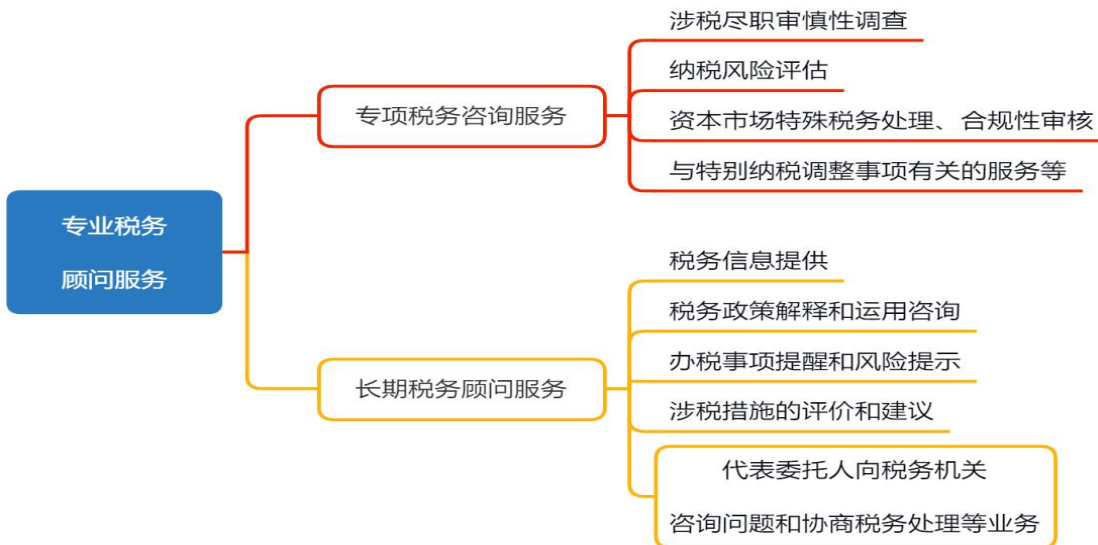 专业税务
顾问服务
专项税务咨询服务
涉税尽职审慎性调查
纳税风险评估
资本市场特殊税务处理、合规性审核
与特别纳税调整事项有关的服务等
长期税务顾问服务
税务信息提供
税务政策解释和运用咨询
办税事项提醒和风险提示
涉税措施的评价和建议
代表委托人向税务机关
咨询问题和协商税务处理等业务